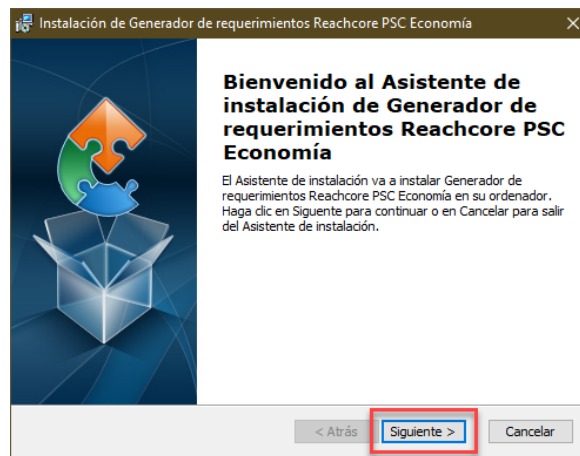 Instalación de Generador de requerimientos Reachcore PSC Economía
Bienvenido al Asistente de
instalación de Generador de
requerimientos Reachcore PSC
Economía
El Asistente de instalación va a instalar Generador de
requerimientos Reachcore PSC Economía en su ordenador.
Haga clic en Siguente para continuar o en Cancelar para salir
del Asistente de instalación.
< Atrás
Siguiente >
Cancelar